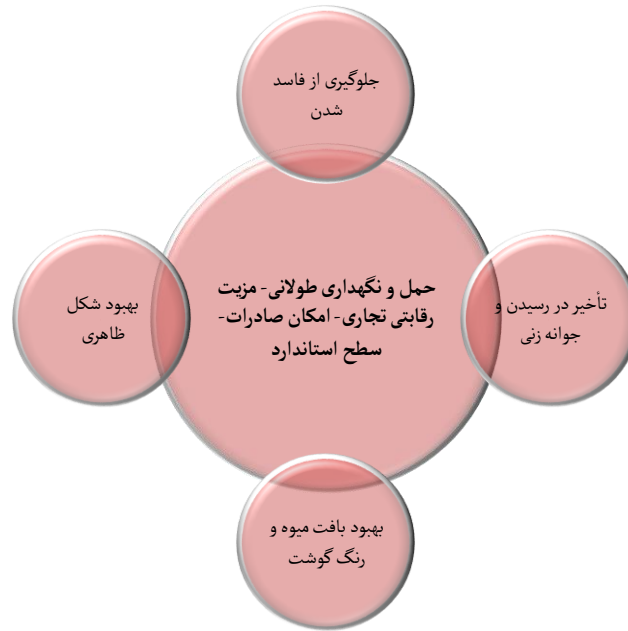 جلوگیری از فاسد
شدن
حمل و نگهداری طولانی- مزیت
رقابتی تجاری- امکان صادرات-
سطح استاندارد
تأخیر در رسیدن و
جوانه زنی
بهبود شکل
ظاهری
بهبود بافت میوه و
رنگ گوشت